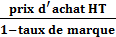 prix d'achat HT
1−taux de marque